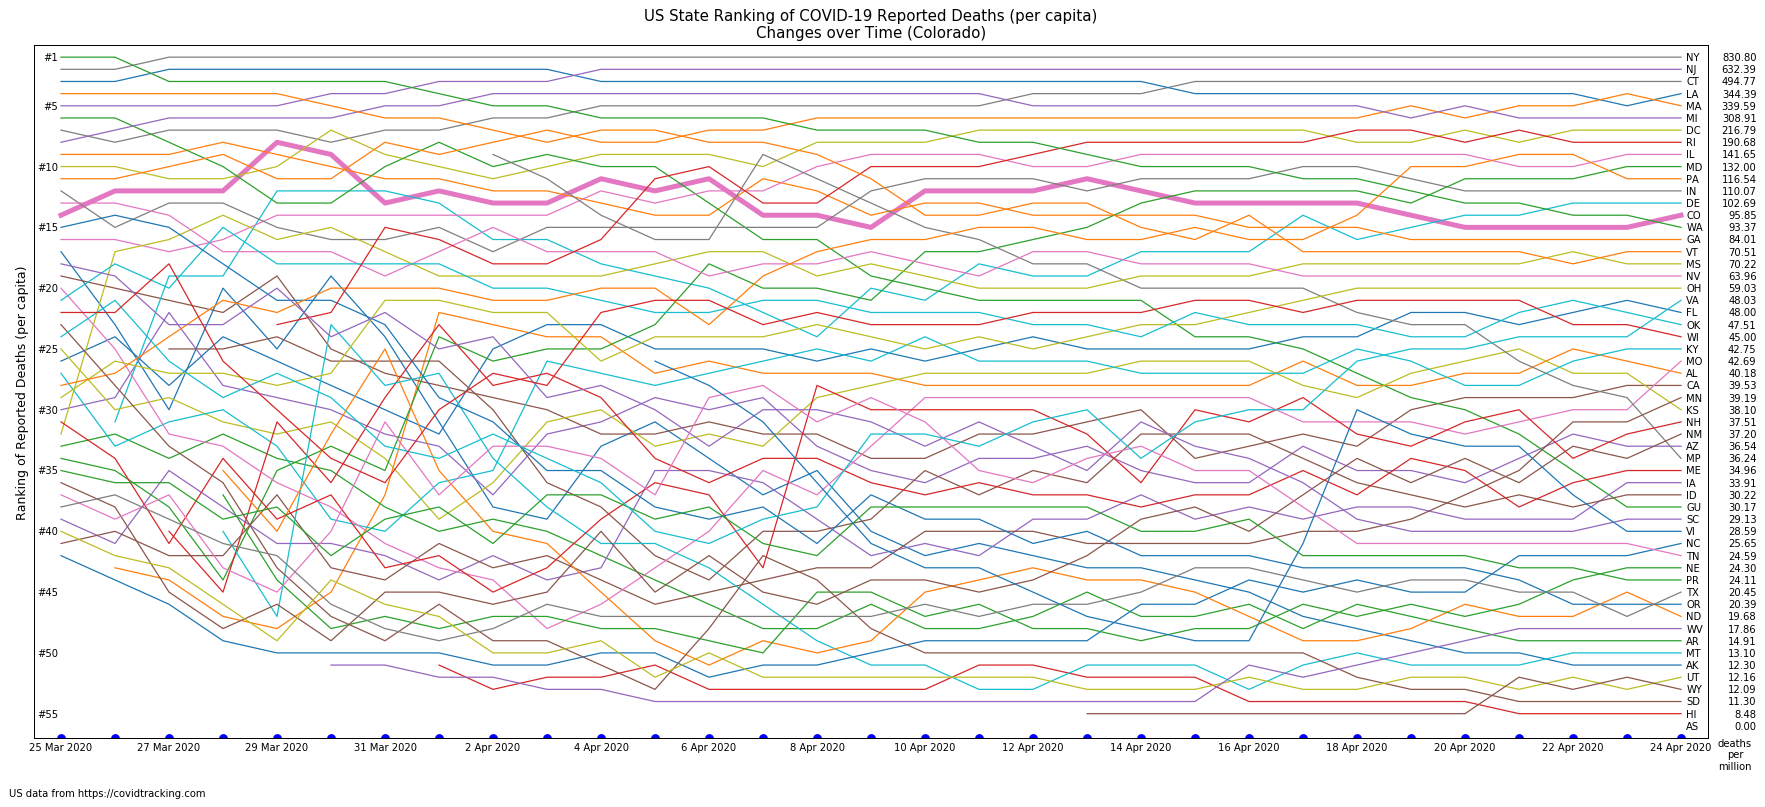 US State Ranking of COVID-19 Reported Deaths (per capita)
Changes over Time (Colorado)
Ranking of Reported Deaths (per capita)
#1
#5
#10
#15
#20
#25
#30
#35
#40
#45
#50
#55
NY 830.80
NJ 632.39
CT 494.77
LA 344.39
MA 339.59
MI 308.91
DC 216.79
RI 190.68
IL 141.65
MD 132.00
PA 116.54
IN 110.07
DE 102.69
CO 95.85
WA 93.37
GA 84.01
VT 70.51
MS 70.22
NV 63.96
OH 59.03
VA 48.03
FL 48.00
OK 47.51
WI 45.00
KY 42.75
MO 42.69
AL 40.18
CA 39.53
MN 39.19
KS 38.10
NH 37.51
NM 37.20
AZ 36.54
MP 36.24
ME 34.96
IA 33.91
ID 30.22
GU 30.17
SC 29.13
VI 28.59
NC 25.65
TN 24.59
NE 24.30
PR 24.11
TX 20.45
OR 20.39
ND 19.68
WV 17.86
AR 14.91
MT 13.10
AK 12.30
UT 12.16
WY 12.09
SD 11.30
HI 8.48
AS 0.00
25 Mar 2020 27 Mar 2020 29 Mar 2020 31 Mar 2020 2 Apr 2020 4 Apr 2020 6 Apr 2020 8 Apr 2020 10 Apr 2020 12 Apr 2020 14 Apr 2020 16 Apr 2020 18 Apr 2020 20 Apr 2020 22 Apr 2020 24 Apr 2020
deaths
per
million
US data from https://covidtracking.com